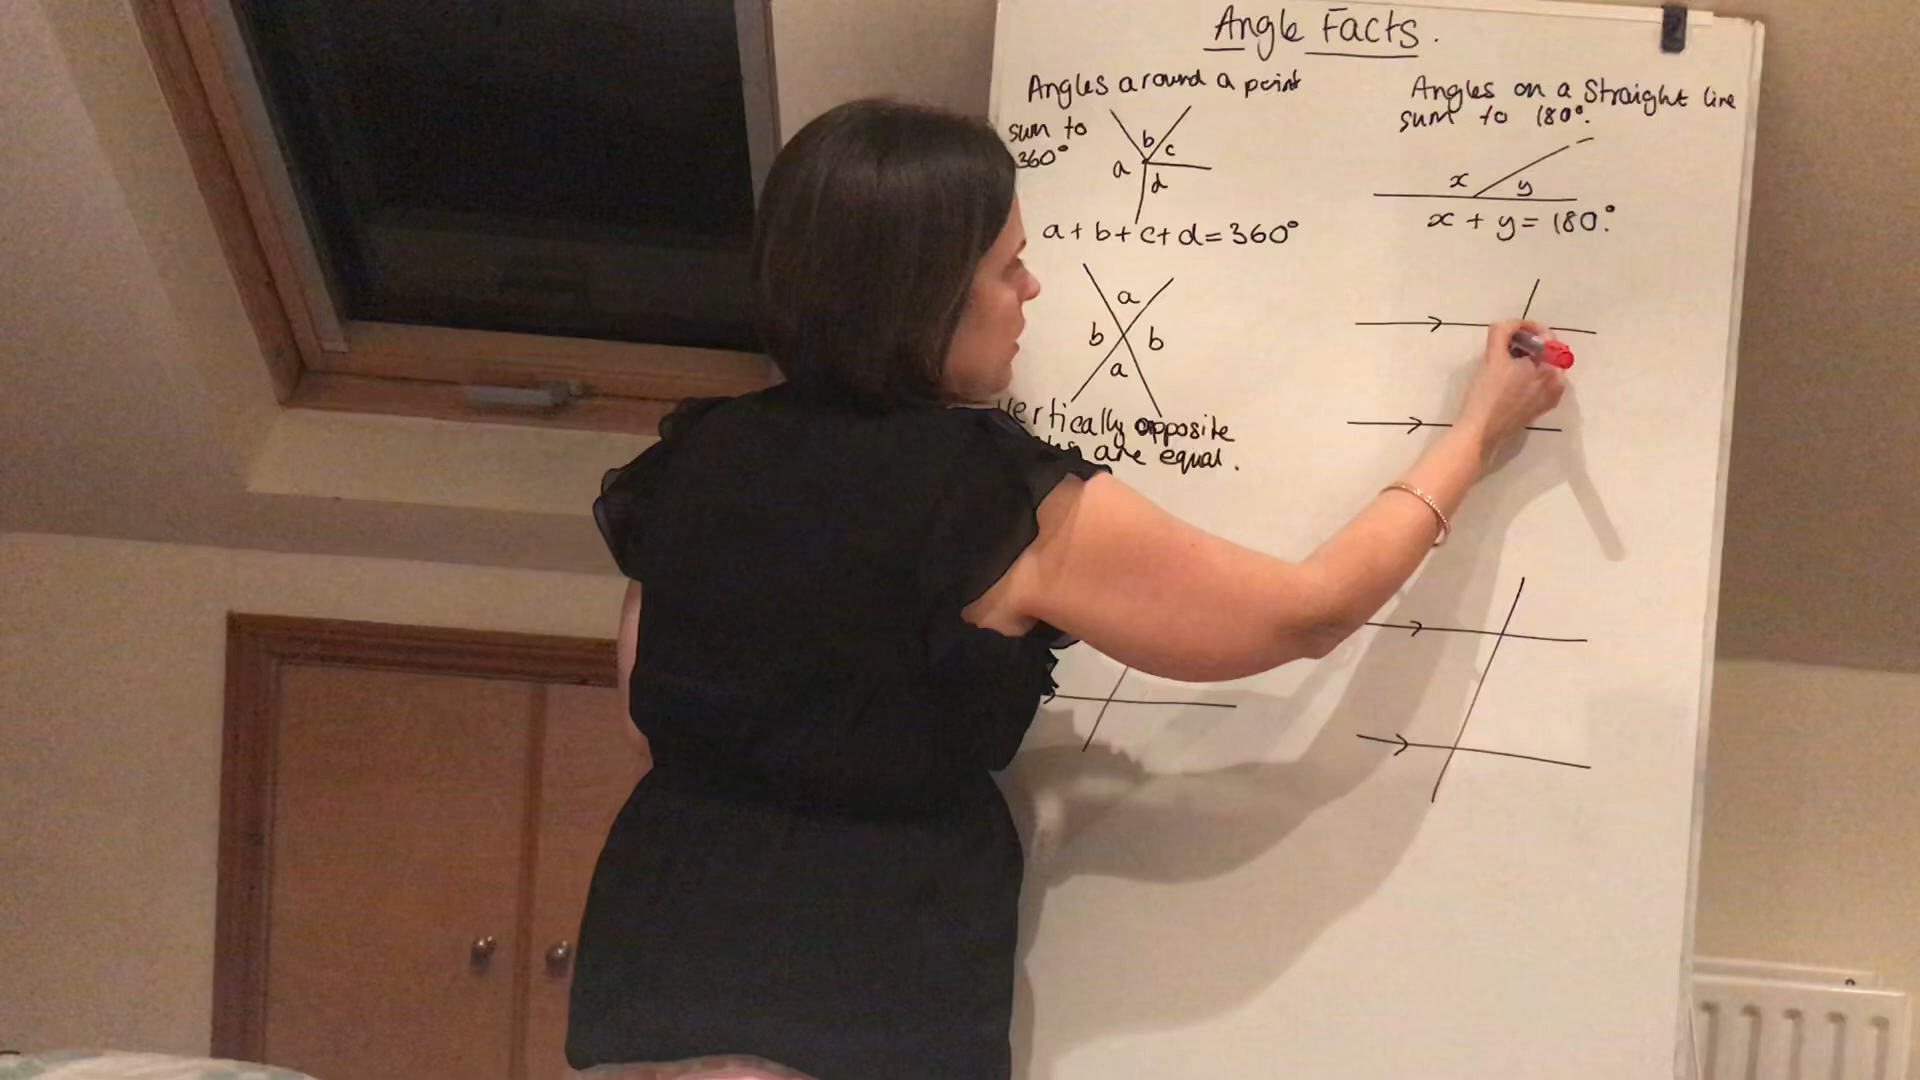 Angle Facts.
Angles around a point
sum to
360°
b
c
a
d
a + b + c + d = 360°
Angles on a straight line
sum to 180°.
x
y
x + y = 180°.
a
b
b
a
Vertically opposite
are equal.